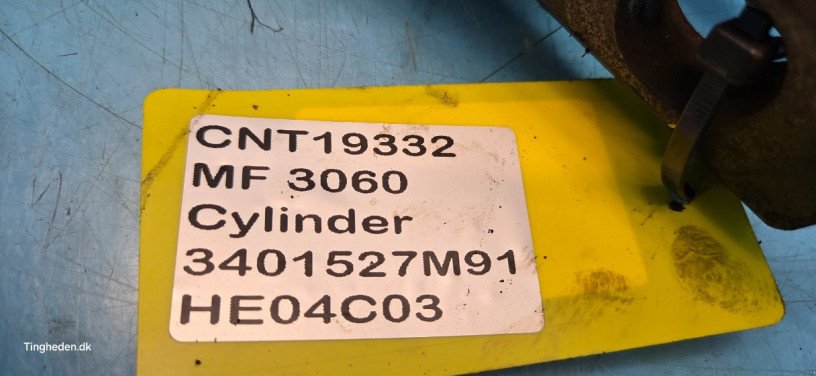 CNT19332
MF 3060
Cylinder
3401527M91
HE04C03
Tingheden.dk